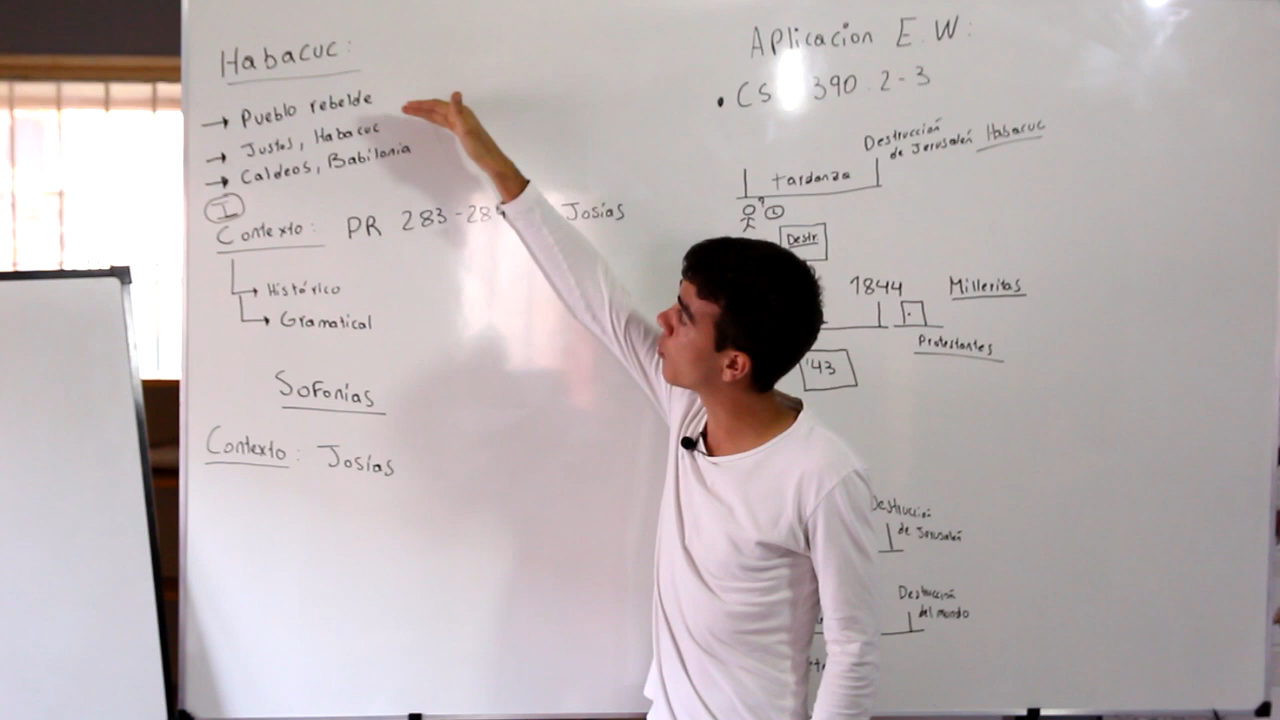 Habacuc:
→ Pueblo rebelde
→ Justos, Habacuc
→ Caldeos, Babilonia
I
Contexto: PR 283-28 Josías
Histórico
Gramatical
Sofonías
Contexto: Josías
Aplicacion E.W:
• CS 390.2-3
Destrucción
de Jerusalén Habacuc
tardanza
?
Destr.
1844 Milleritas
Protestantes
'43
Destrucción
de Jerusalén
Destrucción
del mundo